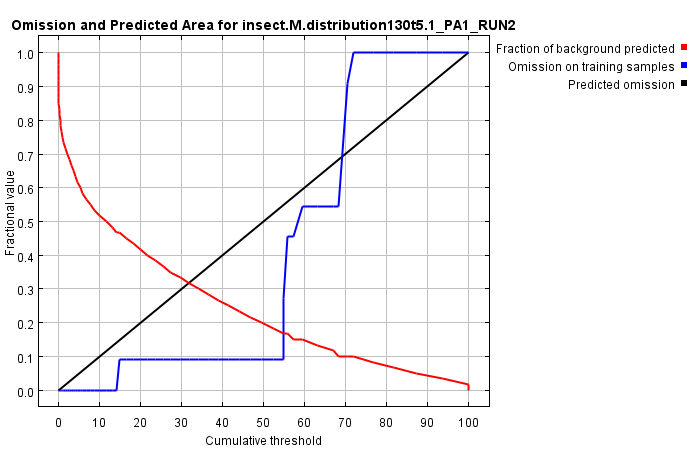 Omission and Predicted Area for insect.M.distribution130t5.1_PA1_RUN2
Fraction of background predicted
Omission on training samples
Predicted omission
1.0
0.9
0.8
0.7
0.6
0.5
0.4
0.3
0.2
0.1
0.0
Fractional value
0 10 20 30 40 50 60 70 80 90 100
Cumulative threshold